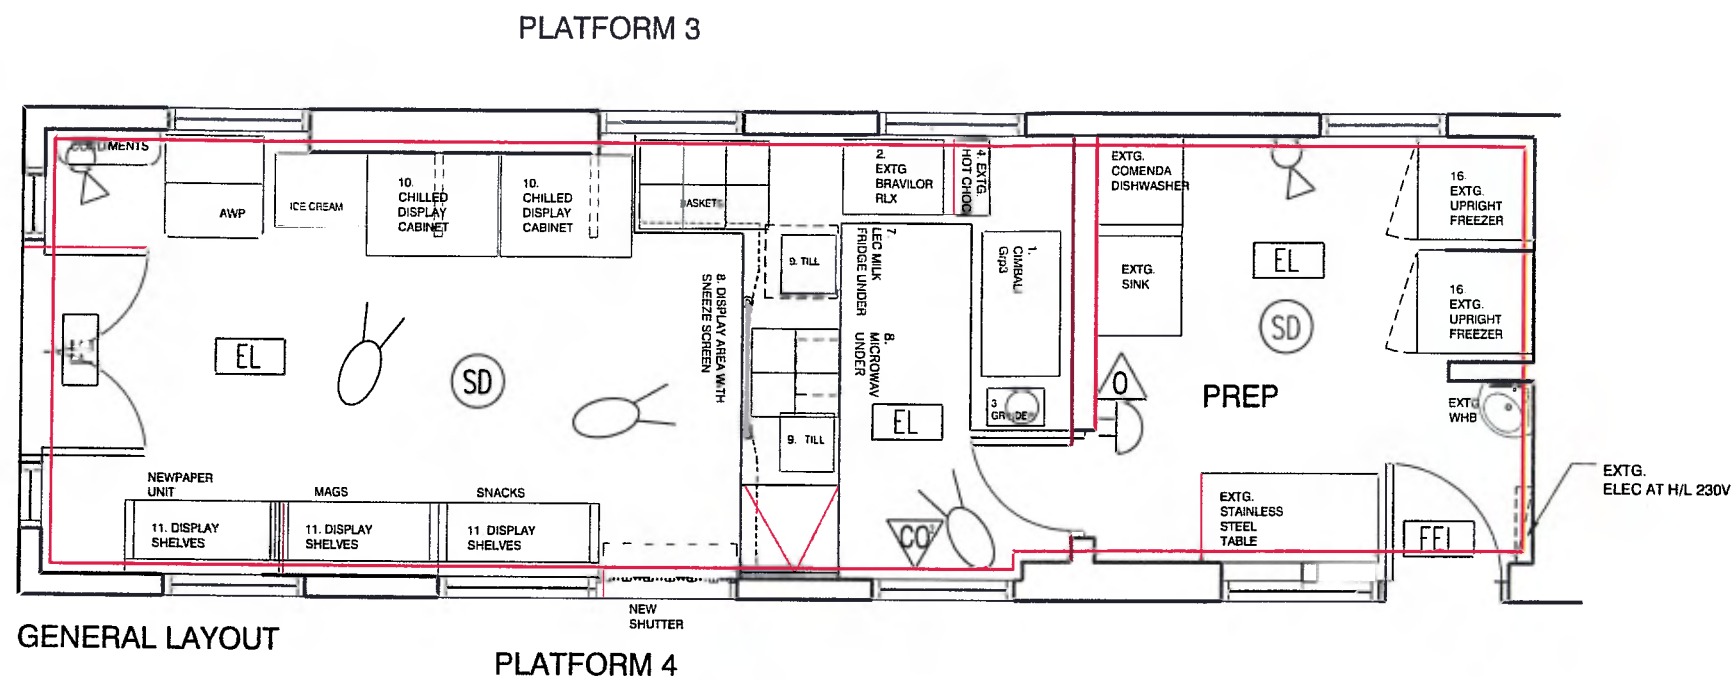 PLATFORM 3
AWP
ICE CREAM
10.
CHILLED
DISPLAY
CABINET
10.
CHILLED
DISPLAY
CABINET
BASKETS
2.
EXTG
BRAVILOR
RLX
4. EXTG.
HOT CHOC
EXTG.
COMENDA
DISHWASHER
16.
EXTG.
UPRIGHT
FREEZER
9. TILL
7.
LEC MILK
FRIDGE UNDER
1.
CIMBALI
Grp3
EXTG.
SINK
EL
SD
16.
EXTG.
UPRIGHT
FREEZER
8. DISPLAY AREA WITH
SNEEZE SCREEN
8.
MICROWAV
UNDER
EL
SD
O
PREP
3
EL
9. TILL
EXTG
WHB
NEWPAPER
UNIT
MAGS
SNACKS
11. DISPLAY
SHELVES
11. DISPLAY
SHELVES
11 DISPLAY
SHELVES
CO²
EXTG.
STAINLESS
STEEL
TABLE
FEL
EXTG.
ELEC AT H/L 230V
NEW
SHUTTER
GENERAL LAYOUT
PLATFORM 4